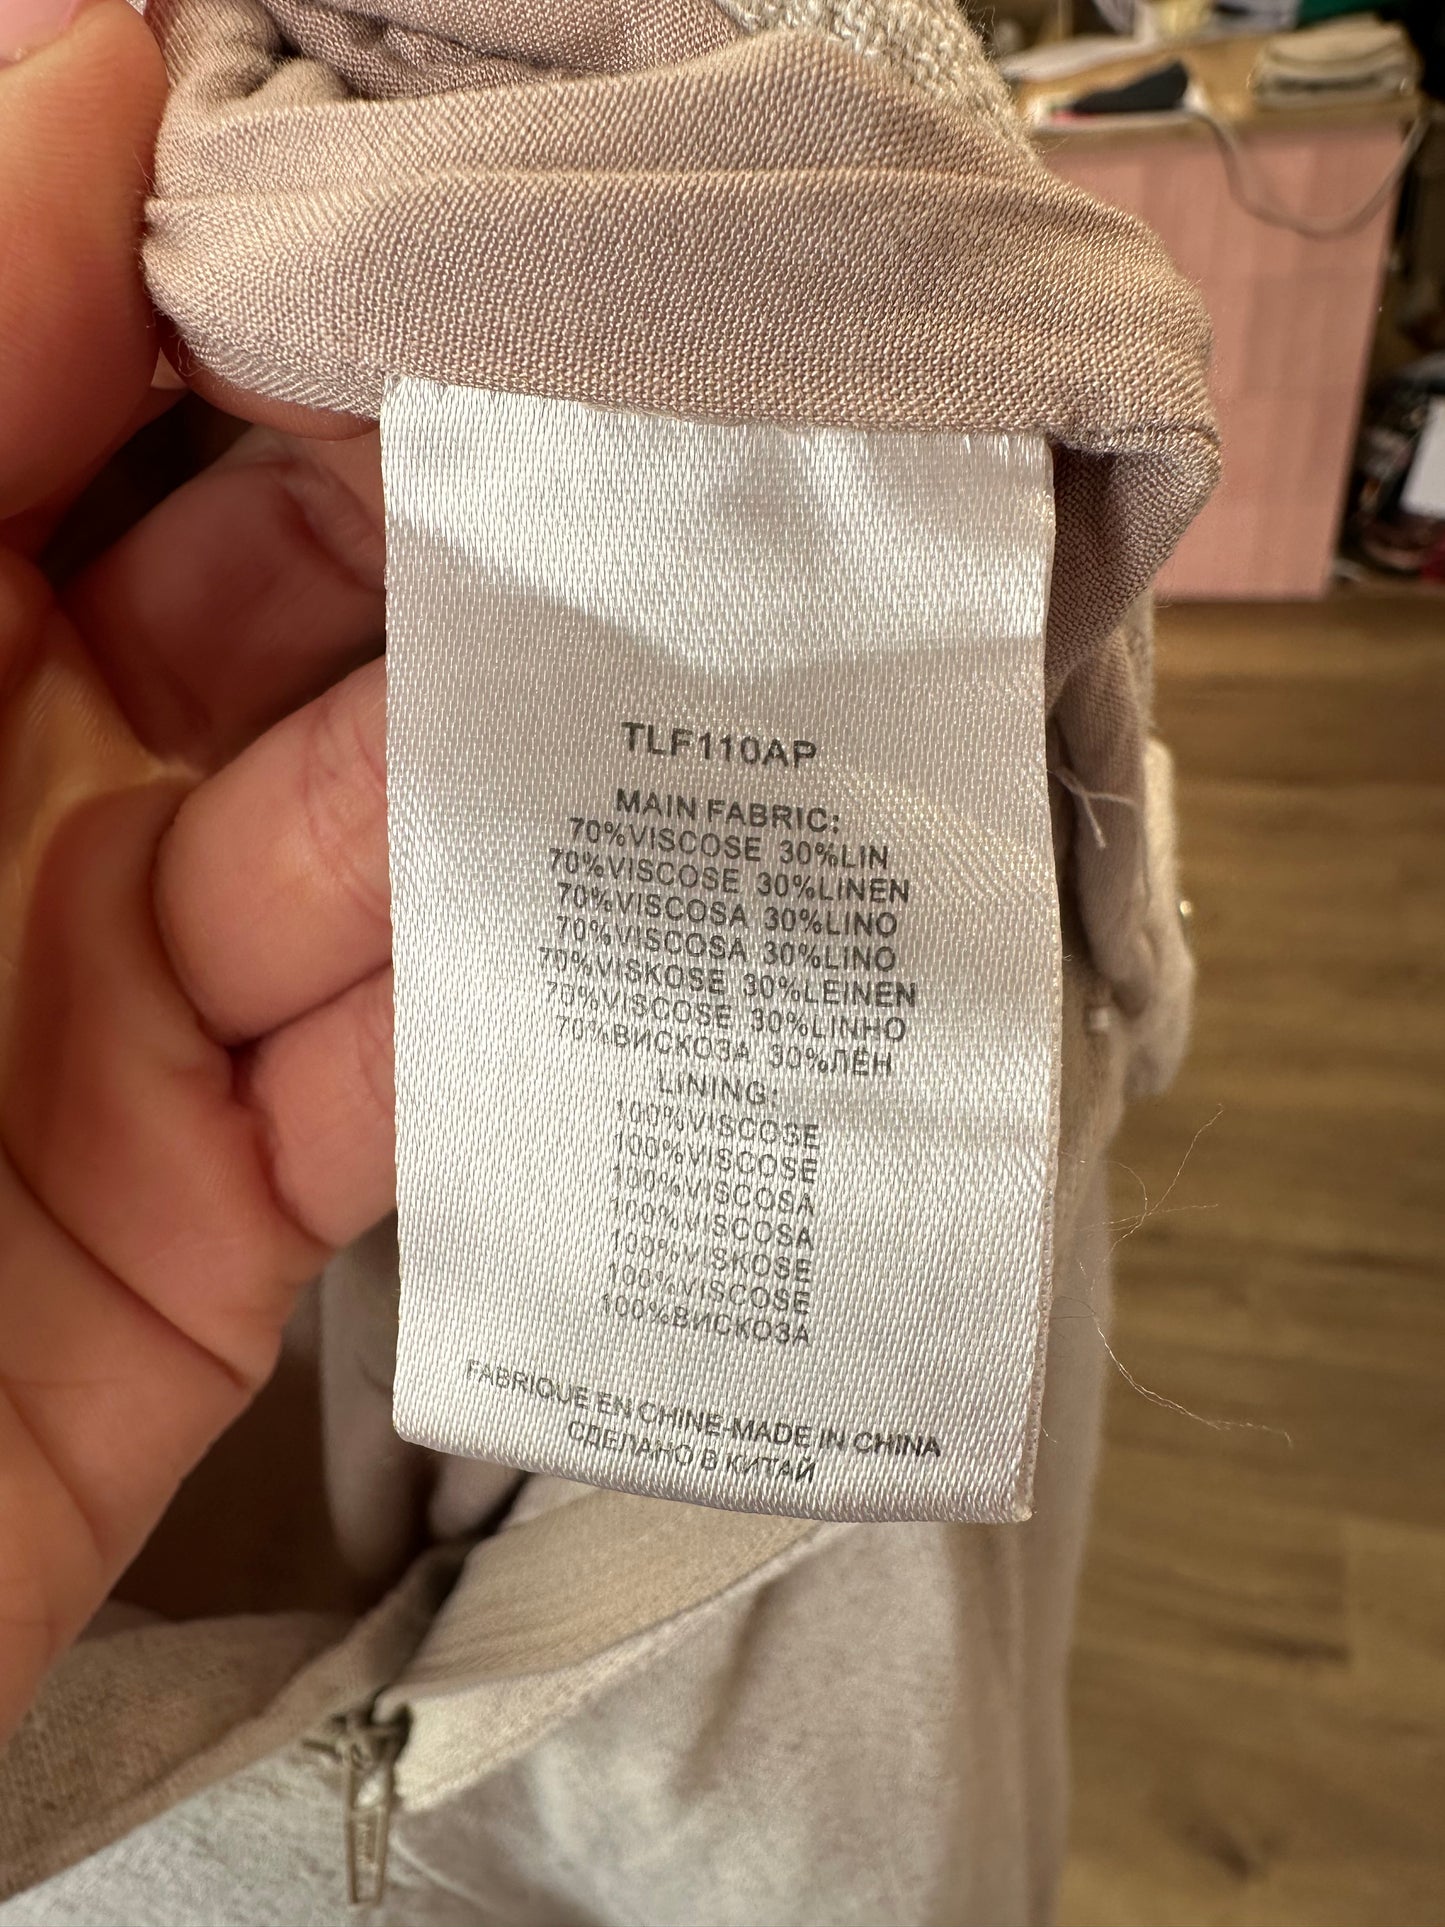 TLF110AP
MAIN FABRIC:
70%VISCOSE 30%LIN
70%VISCOSE 30%LINEN
70%VISCOSA 30%LINO
70%VISCOSA 30%LINO
70%VISKOSE 30%LEINEN
70%VISCOSE 30%LINHO
70%ВИСКОЗА 30%ЛЁН
LINING:
100%VISCOSE
100%VISCOSE
100%VISCOSA
100%VISCOSA
100%VISKOSE
100%VISCOSE
100%ВИСКОЗА
FABRIQUE EN CHINE-MADE IN CHINA
СДЕЛАНО В КИТАЙ